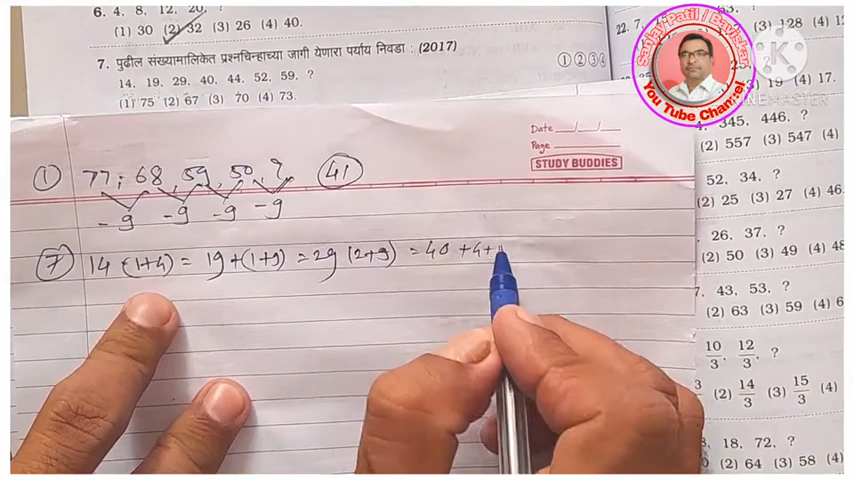 6. 4, 8, 12, 20, ?
(1) 30 (2) 32 (3) 26 (4) 40.
7. पुढील संख्यामालिकेत प्रश्नचिन्हाच्या जागी येणारा पर्याय निवडा : (2017)
①②③④
14, 19, 29, 40, 44, 52, 59, ?
(1) 75 (2) 67 (3) 70 (4) 73.
Date __/__/__
Page
STUDY BUDDIES
① 77, 68, 59, 50, ? 41
-9 -9 -9 -9
⑦ 14 + (1+4) = 19 + (1+9) = 29 (2+9) = 40 + 4 +
Sanjay Patil / Baviskar
You Tube Channel
KINEMASTER
22. 7,
(3) 128 (4) 12
(3) 19 (4) 17.
345, 446, ?
(2) 557 (3) 547 (4)
52, 34, ?
(2) 25 (3) 27 (4) 46
26, 37, ?
(2) 50 (3) 49 (4) 48
43, 53, ?
(2) 63 (3) 59 (4) 6
10/3, 12/3, ?
(2) 14/3 (3) 15/3 (4)
18, 72, ?
(2) 64 (3) 58 (4)